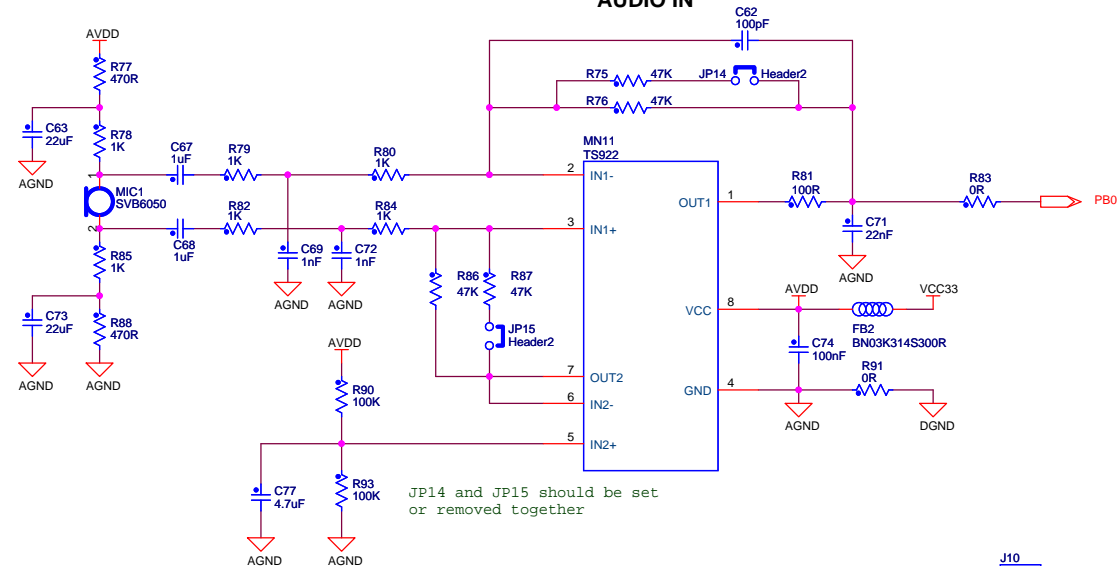 AUDIO IN
C62
100pF
AVDD
R77
470R
R75
47K
JP14
Header2
R76
47K
C63
22uF
R78
1K
AGND
C67
1uF
R79
1K
R80
1K
MN11
TS922
1
MIC1
SVB6050
2
2
IN1-
OUT1
1
R81
100R
R83
0R
PB0
R82
1K
R84
1K
3
IN1+
C68
1uF
C69
1nF
C72
1nF
C71
22nF
AGND
R85
1K
AGND
AGND
R86
47K
R87
47K
AVDD
VCC33
VCC
8
FB2
BN03K314S300R
C73
22uF
R88
470R
JP15
Header2
C74
100nF
AGND
AGND
AVDD
7
OUT2
R91
0R
GND
4
6
IN2-
R90
100K
AGND
DGND
5
IN2+
C77
4.7uF
R93
100K
JP14 and JP15 should be set
or removed together
AGND
AGND
J10